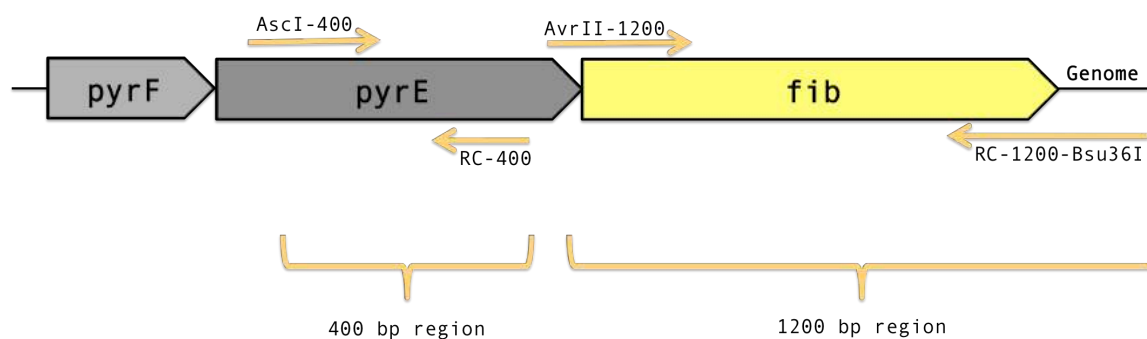 AscI-400
AvrII-1200
pyrF
pyrE
fib
Genome
RC-400
RC-1200-Bsu36I
400 bp region
1200 bp region